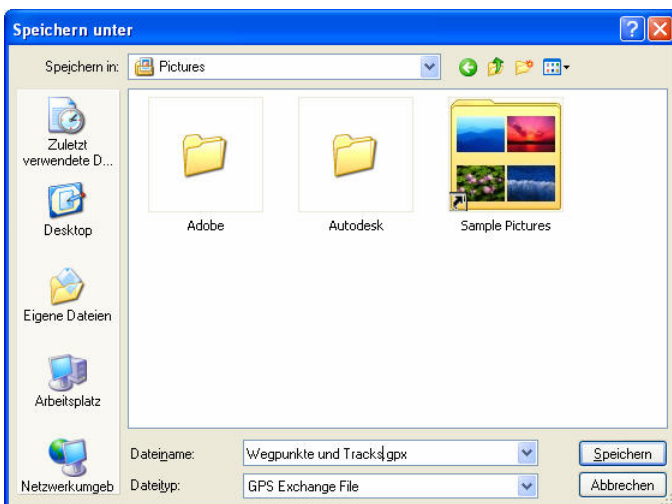 Speichern unter
Speichern in:
Pictures
Zuletzt
verwendete D...
Desktop
Eigene Dateien
Arbeitsplatz
Netzwerkumgeb
Adobe
Autodesk
Sample Pictures
Dateiname:
Wegpunkte und Tracks.gpx
Speichern
Dateityp:
GPS Exchange File
Abbrechen